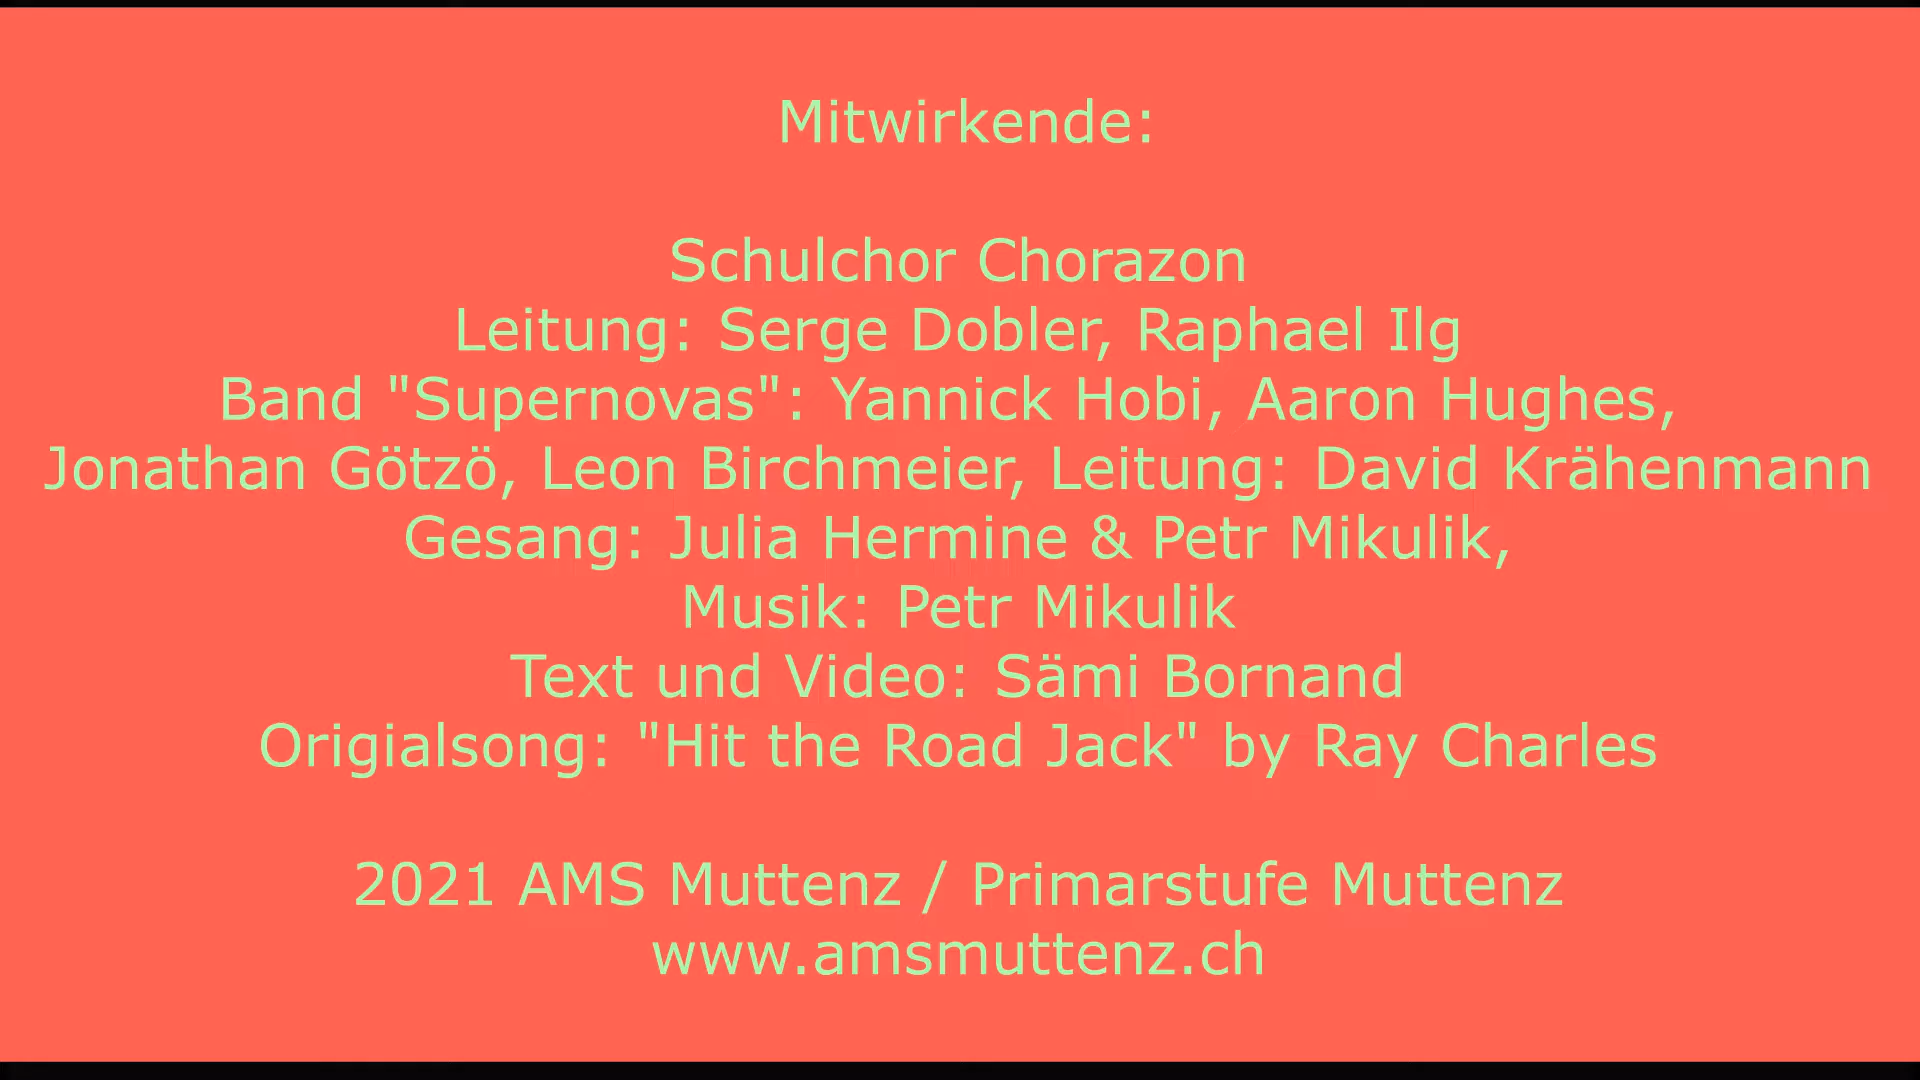 Mitwirkende:
Schulchor Chorazon
Leitung: Serge Dobler, Raphael Ilg
Band "Supernovas": Yannick Hobi, Aaron Hughes,
Jonathan Götzö, Leon Birchmeier, Leitung: David Krähenmann
Gesang: Julia Hermine & Petr Mikulik,
Musik: Petr Mikulik
Text und Video: Sämi Bornand
Origialsong: "Hit the Road Jack" by Ray Charles
2021 AMS Muttenz / Primarstufe Muttenz
www.amsmuttenz.ch